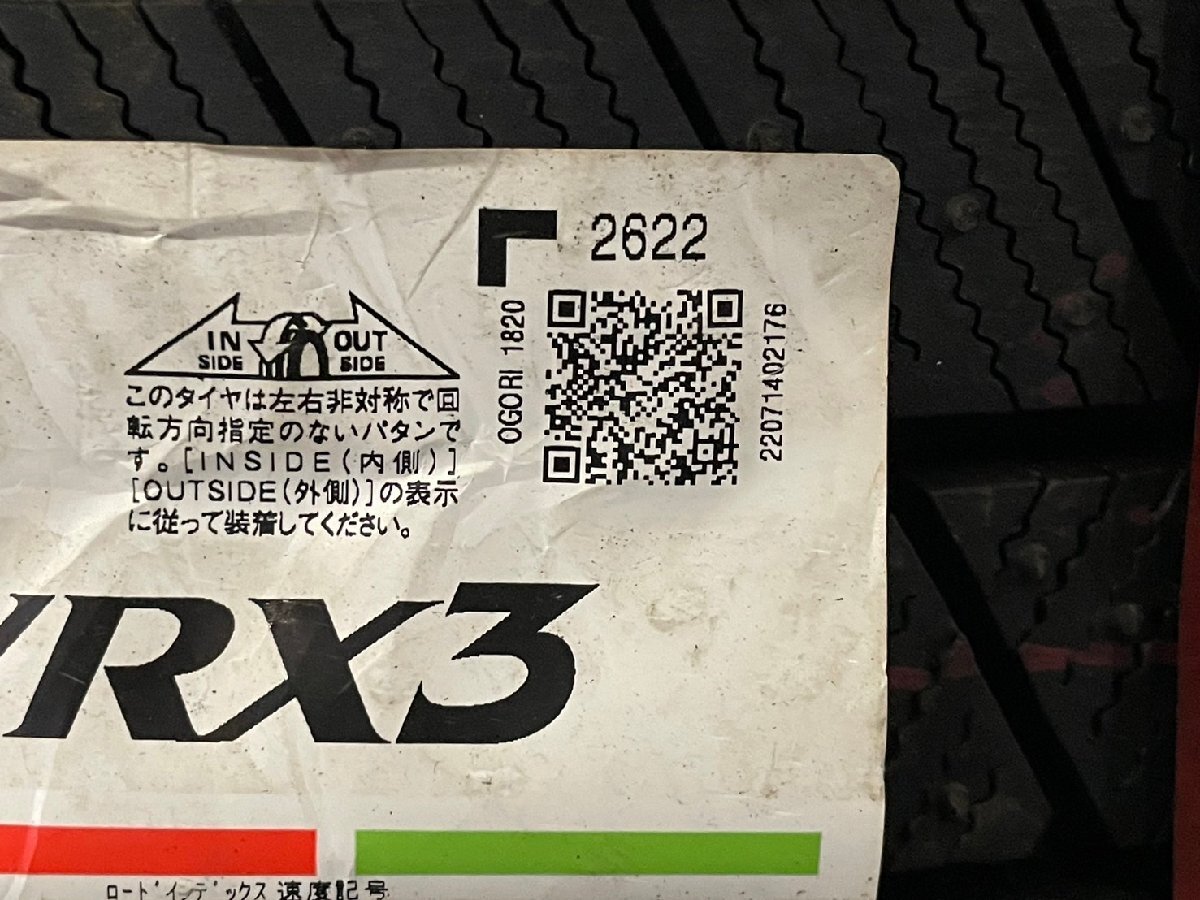 2622
OGORI 1820
22071402176
IN
SIDE
OUT
SIDE
このタイヤは左右非対称で回
転方向指定のないパタンで
す。[INSIDE(内側)]
[OUTSIDE(外側)]の表示
に従って装着してください。
VRX3
ロードインデックス 速度記号